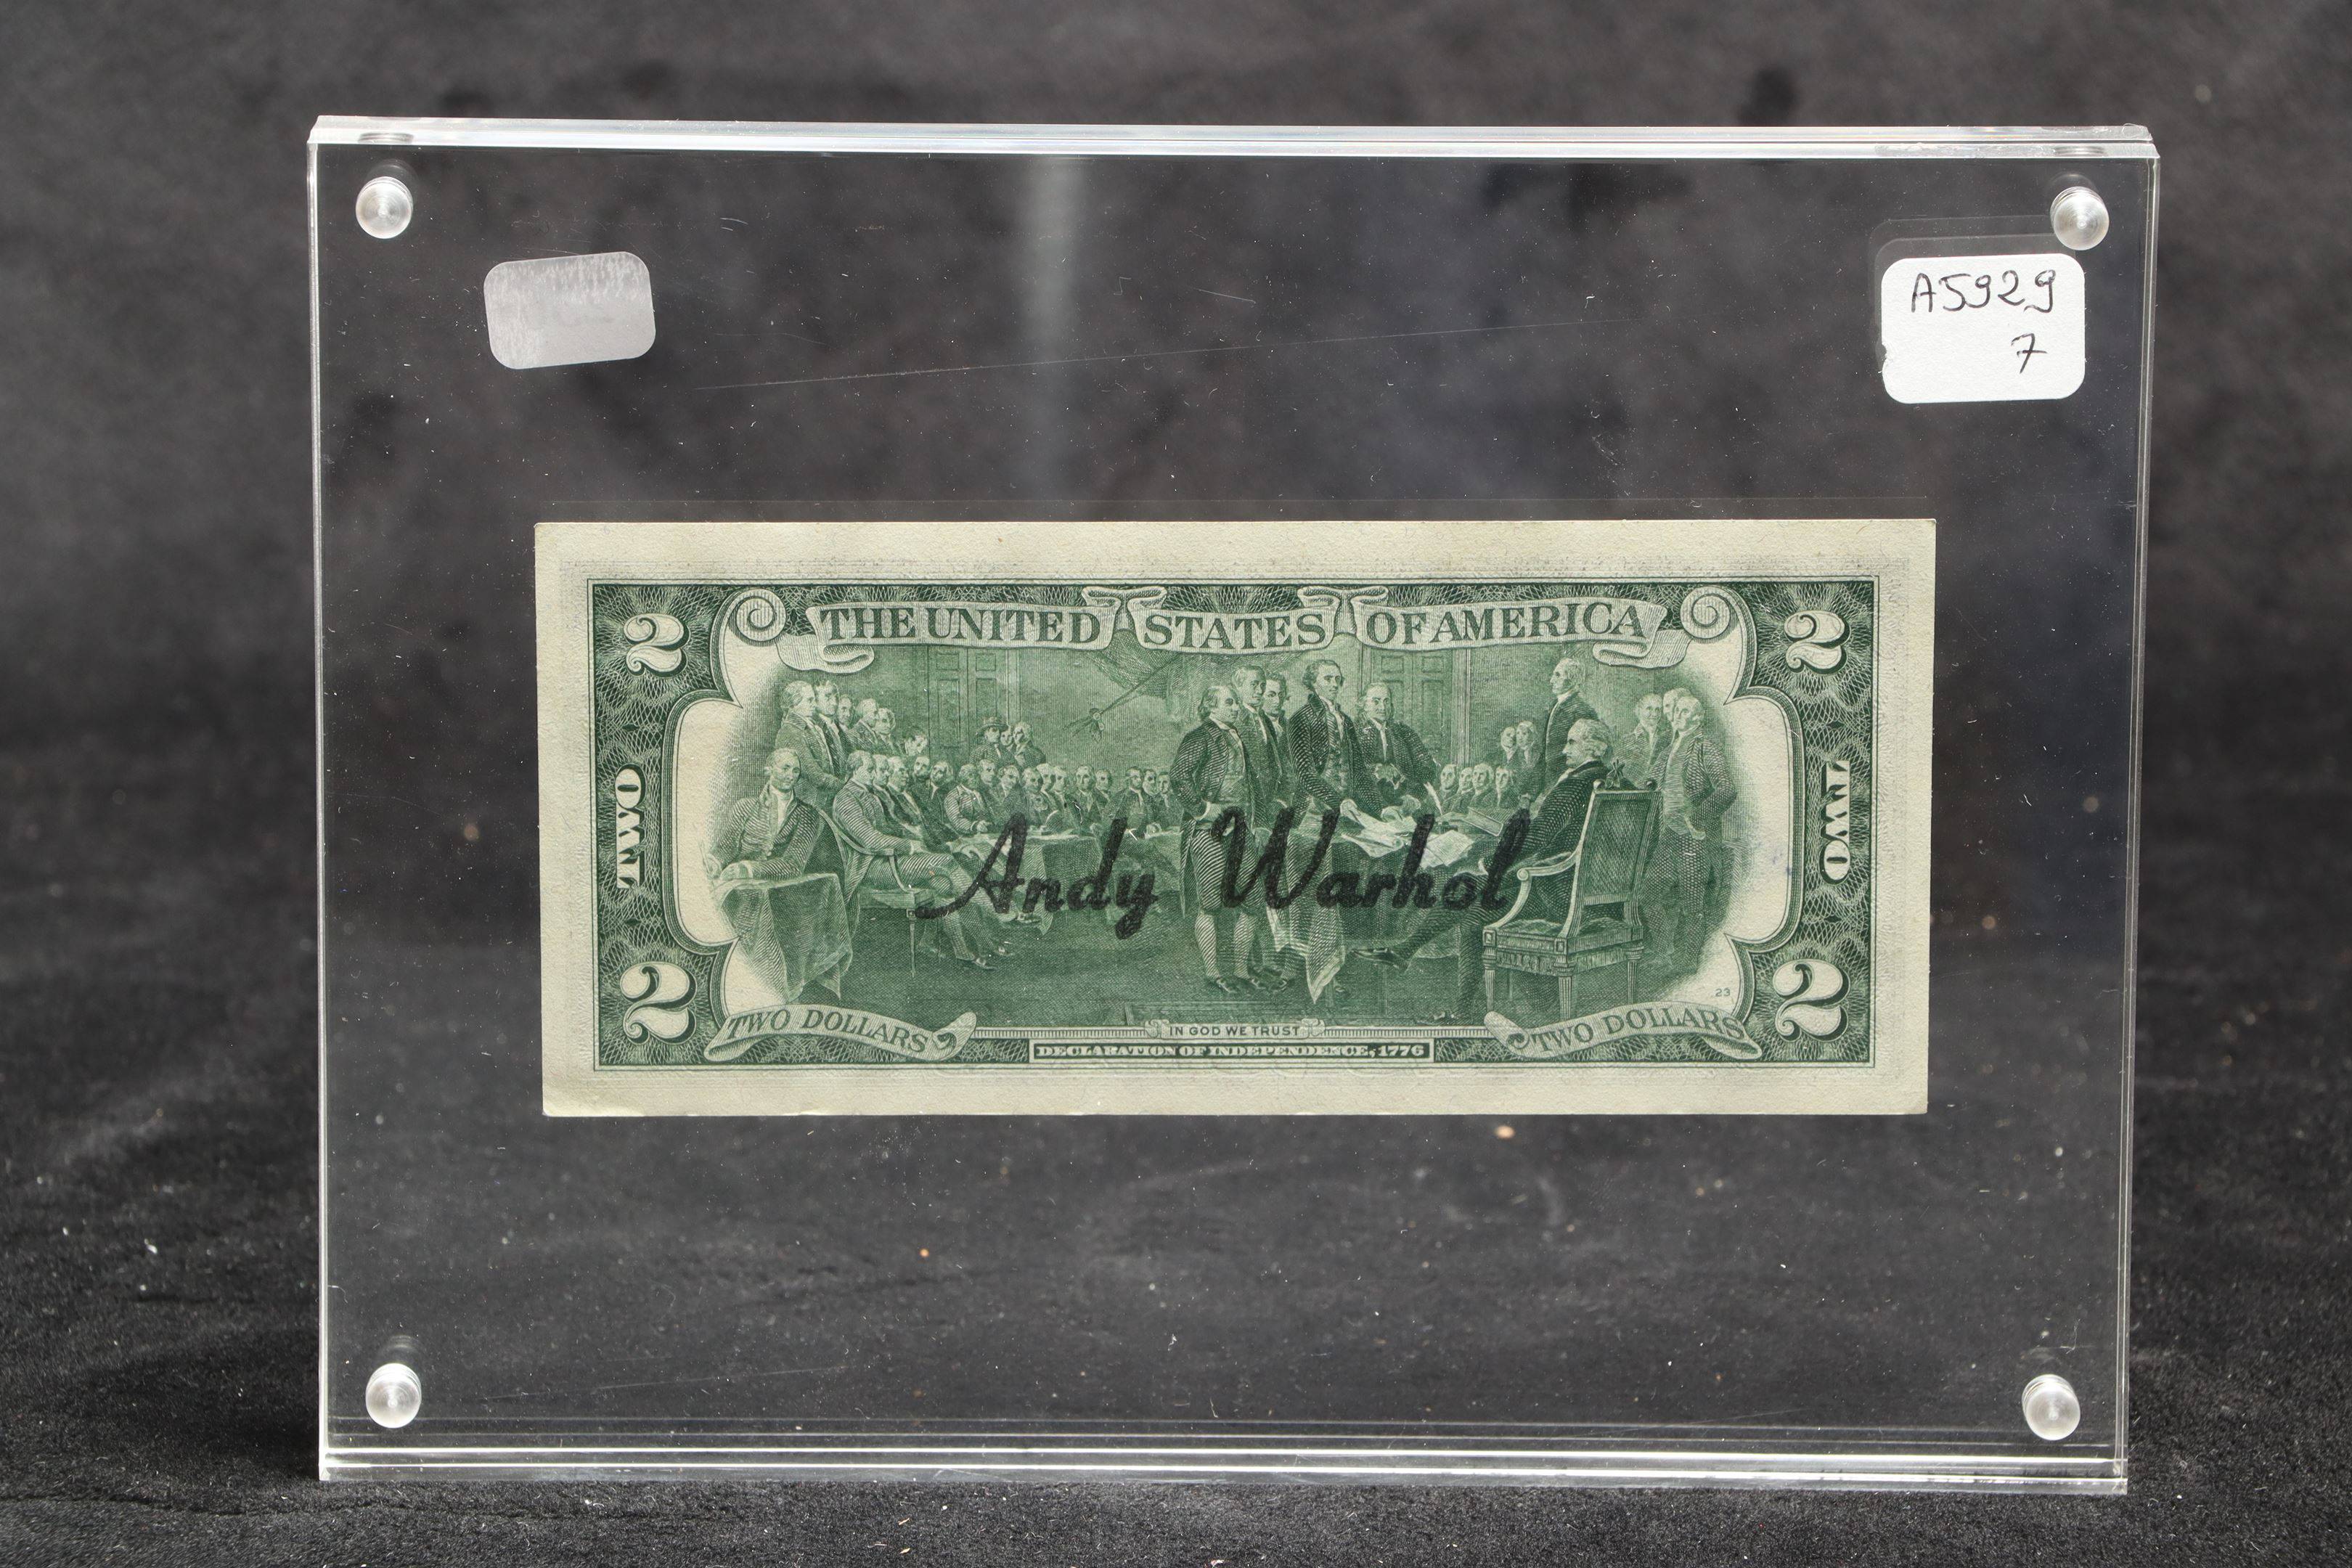 A5929
7
THE UNITED STATES OF AMERICA
2
2
TWO
TWO
Andy Warhol
2
2
23
TWO DOLLARS
IN GOD WE TRUST
TWO DOLLARS
DECLARATION OF INDEPENDENCE, 1776